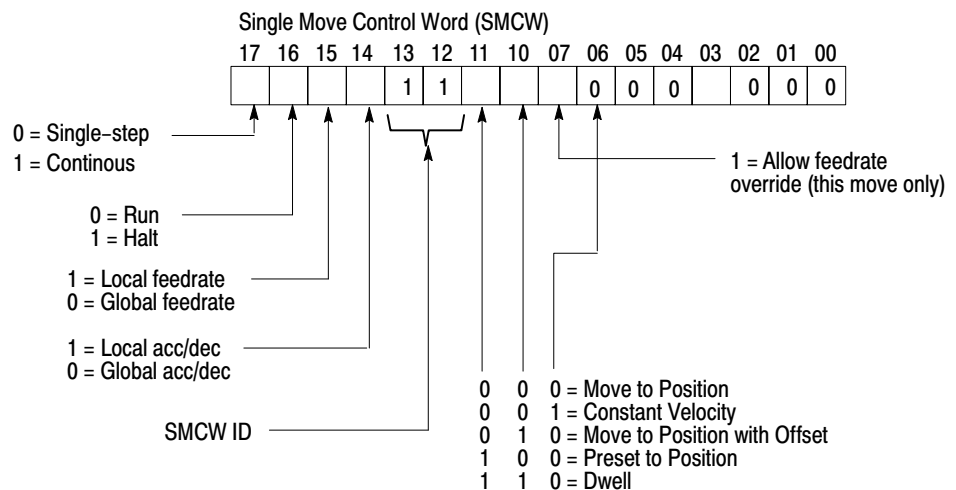 Single Move Control Word (SMCW)
17 16 15 14 13 12 11 10 07 06 05 04 03 02 01 00
1 1 0 0 0 0 0 0
0 = Single-step
1 = Continous
1 = Allow feedrate
override (this move only)
0 = Run
1 = Halt
1 = Local feedrate
0 = Global feedrate
1 = Local acc/dec
0 = Global acc/dec
SMCW ID
0 0 0 = Move to Position
0 0 1 = Constant Velocity
0 1 0 = Move to Position with Offset
1 0 0 = Preset to Position
1 1 0 = Dwell